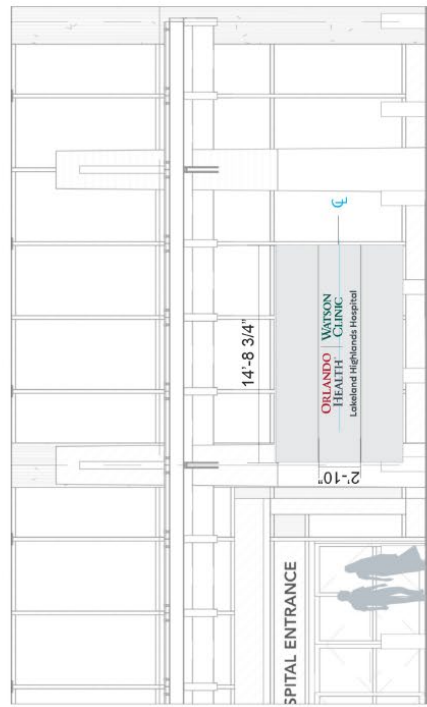 14'-8 3/4"
ORLANDO HEALTH®
WATSON CLINIC
Lakeland Highlands Hospital
2'-10"
SPITAL ENTRANCE